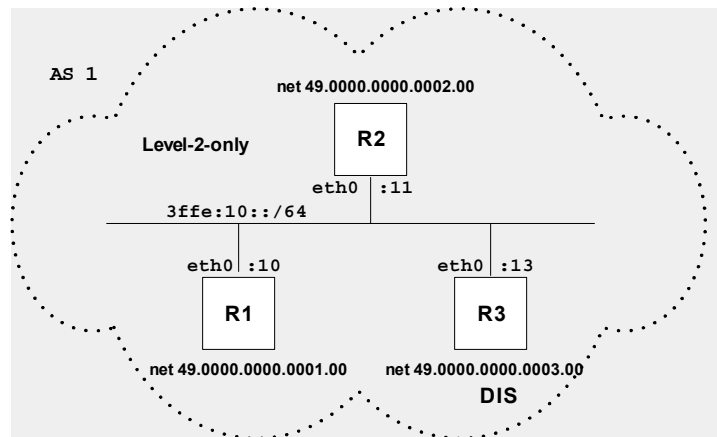 AS 1
net 49.0000.0000.0002.00
Level-2-only
R2
eth0 :11
3ffe:10::/64
eth0 :10
eth0 :13
R1
R3
net 49.0000.0000.0001.00
net 49.0000.0000.0003.00
DIS